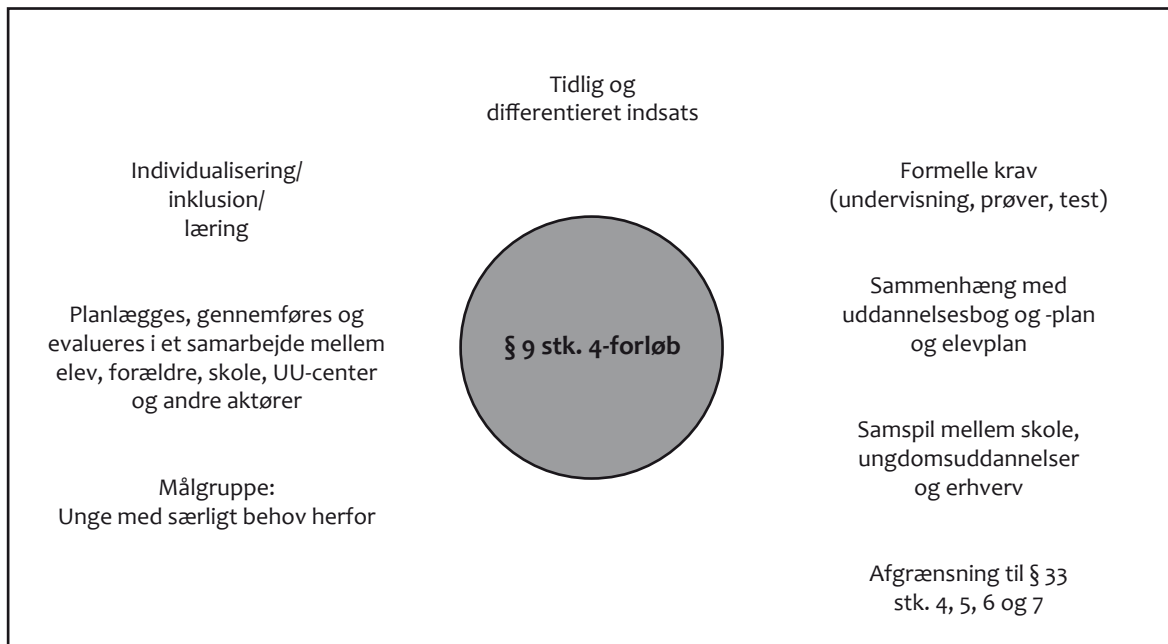 Tidlig og
differentieret indsats
Individualisering/
inklusion/
læring
Planlægges, gennemføres og
evalueres i et samarbejde mellem
elev, forældre, skole, UU-center
og andre aktører
Målgruppe:
Unge med særligt behov herfor
§ 9 stk. 4-forløb
Formelle krav
(undervisning, prøver, test)
Sammenhæng med
uddannelsesbog og -plan
og elevplan
Samspil mellem skole,
ungdomsuddannelser
og erhverv
Afgrænsning til § 33
stk. 4, 5, 6 og 7